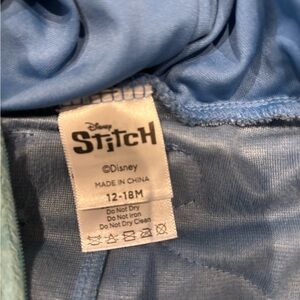 Disney
STITCH
©Disney
MADE IN CHINA
12-18M
Do Not Dry
Do Not Iron
Do Not Dry Clean